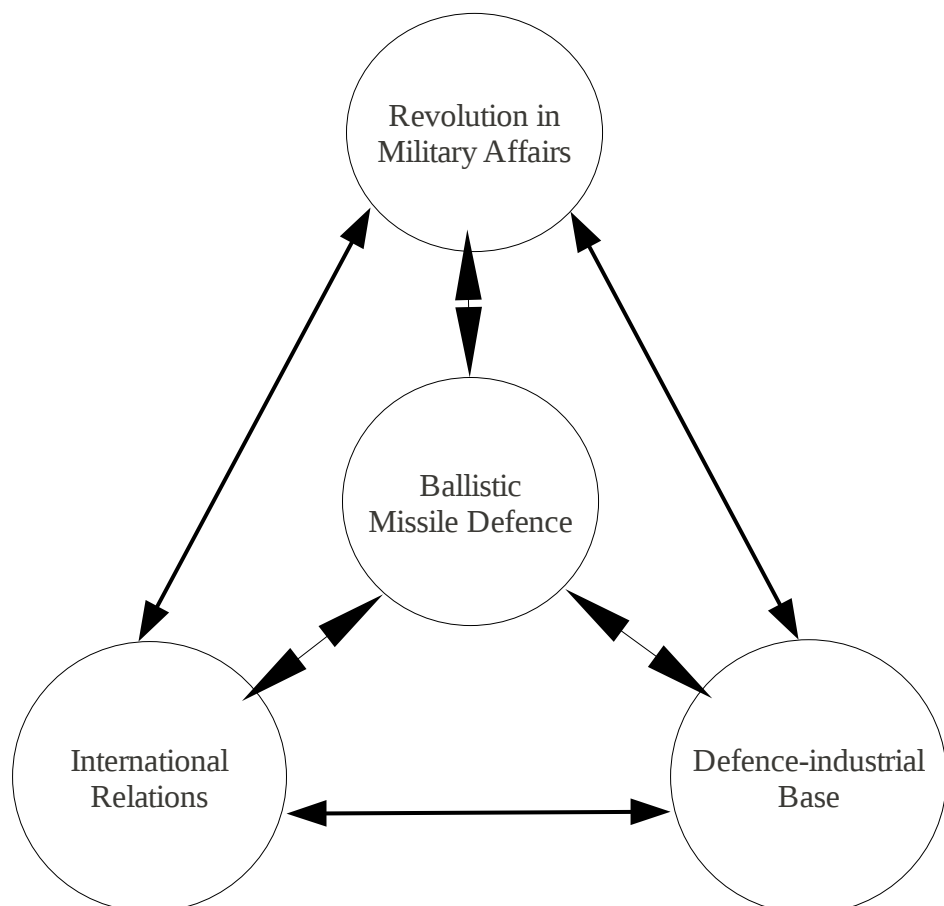 Revolution in
Military Affairs
Ballistic
Missile Defence
International
Relations
Defence-industrial
Base